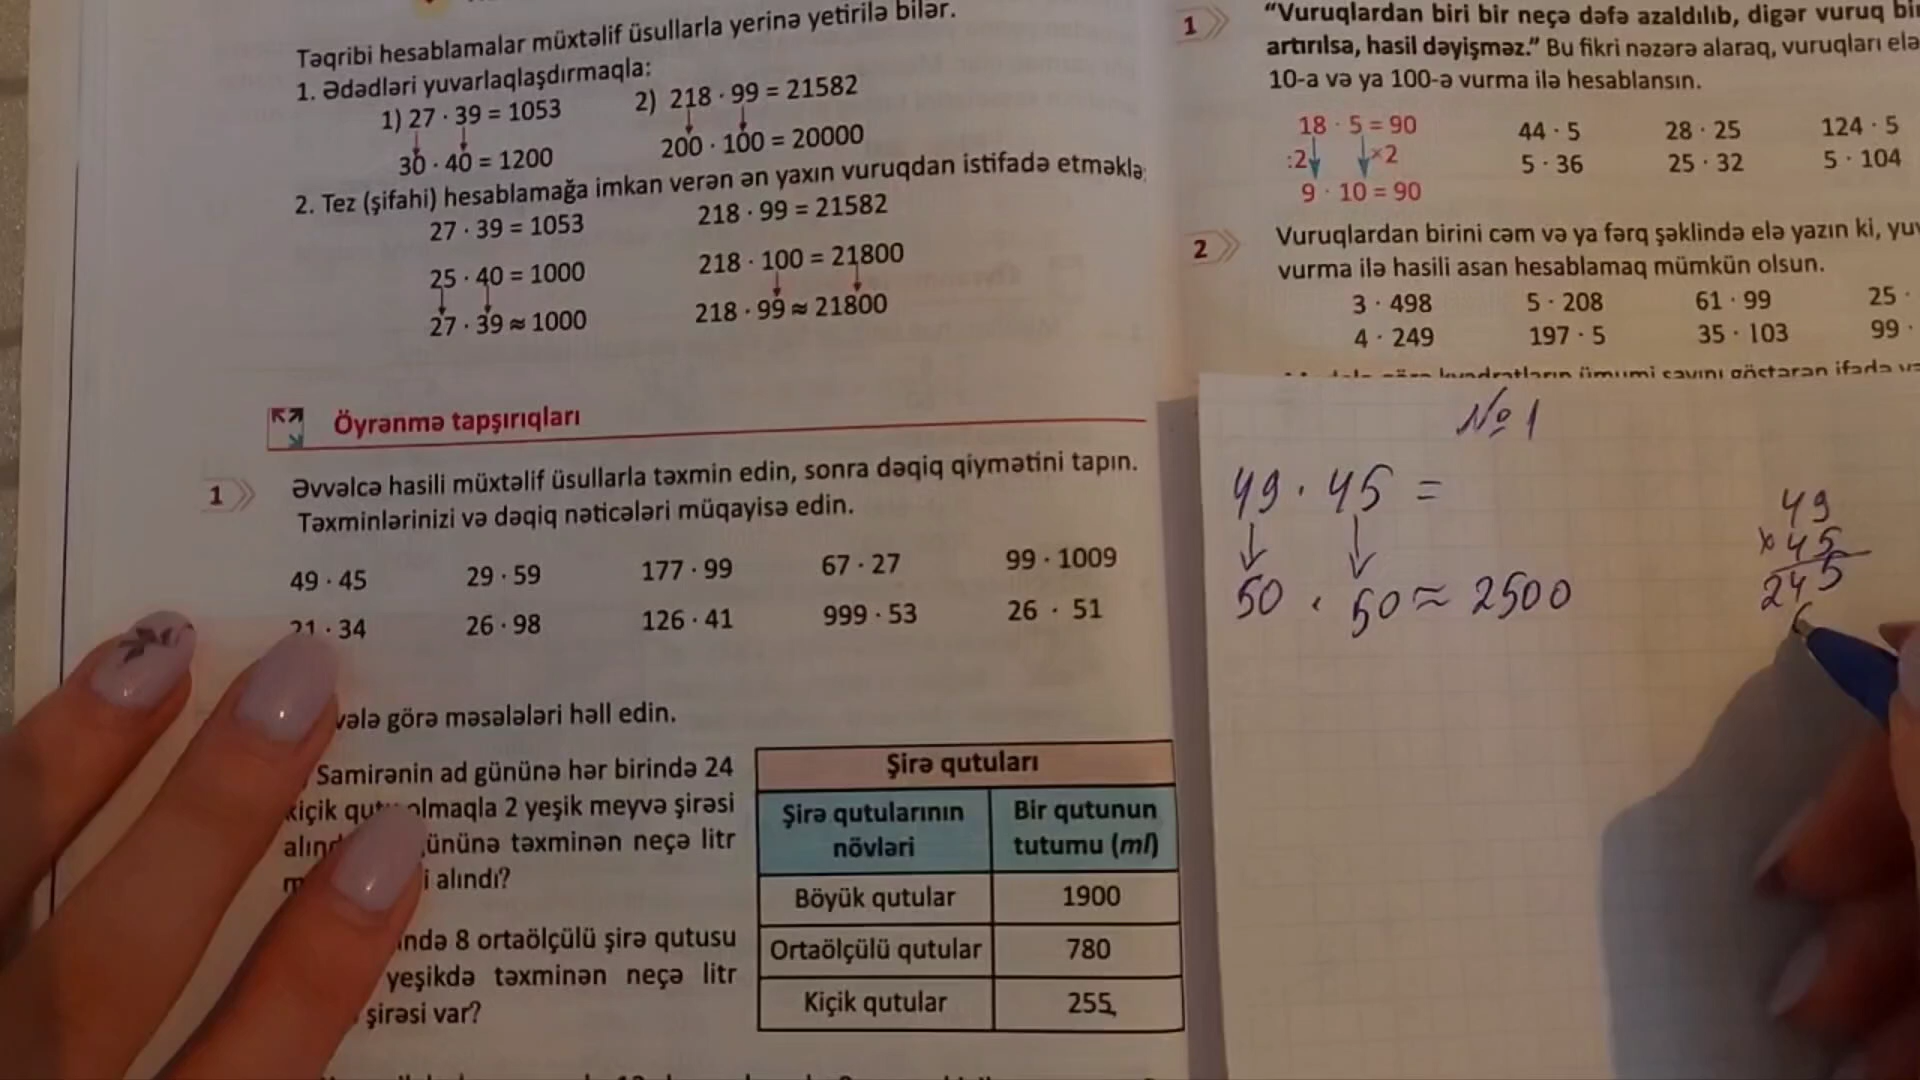 Təqribi hesablamalar müxtəlif üsullarla yerinə yetirilə bilər.
1. Ədədləri yuvarlaqlaşdırmaqla:
1) 27 · 39 = 1053
2) 218 · 99 = 21582
30 · 40 = 1200
200 · 100 = 20000
2. Tez (şifahi) hesablamağa imkan verən ən yaxın vuruqdan istifadə etməklə
27 · 39 = 1053
218 · 99 = 21582
25 · 40 = 1000
218 · 100 = 21800
27 · 39 ≈ 1000
218 · 99 ≈ 21800
Öyrənmə tapşırıqları
1
Əvvəlcə hasili müxtəlif üsullarla təxmin edin, sonra dəqiq qiymətini tapın.
Təxminlərinizi və dəqiq nəticələri müqayisə edin.
49 · 45 29 · 59 177 · 99 67 · 27 99 · 1009
21 · 34 26 · 98 126 · 41 999 · 53 26 · 51
görə məsələləri həll edin.
Samirənin ad gününə hər birində 24
kiçik olmaqla 2 yeşik meyvə şirəsi
təxminən neçə litr
alındı?
8 ortaölçülü şirə qutusu
yeşikdə təxminən neçə litr
şirəsi var?
Şirə qutuları
Şirə qutularının növləri
Bir qutunun tutumu (ml)
Böyük qutular 1900
Ortaölçülü qutular 780
Kiçik qutular 255
1
“Vuruqlardan biri bir neçə dəfə azaldılıb, digər vuruq
artırılsa, hasil dəyişməz.” Bu fikri nəzərə alaraq, vuruqları
10-a və ya 100-ə vurma ilə hesablansın.
18 · 5 = 90
:2 ×2
9 · 10 = 90
44 · 5 28 · 25 124 · 5
5 · 36 25 · 32 5 · 104
2
Vuruqlardan birini cəm və ya fərq şəklində elə yazın ki,
vurma ilə hasili asan hesablamaq mümkün olsun.
3 · 498 5 · 208 61 · 99 25 ·
4 · 249 197 · 5 35 · 103 99 ·
kvadratların ümumi sayını göstərən ifadə
№ 1
49 · 45 =
50 · 50 ≈ 2500
49
× 45
245